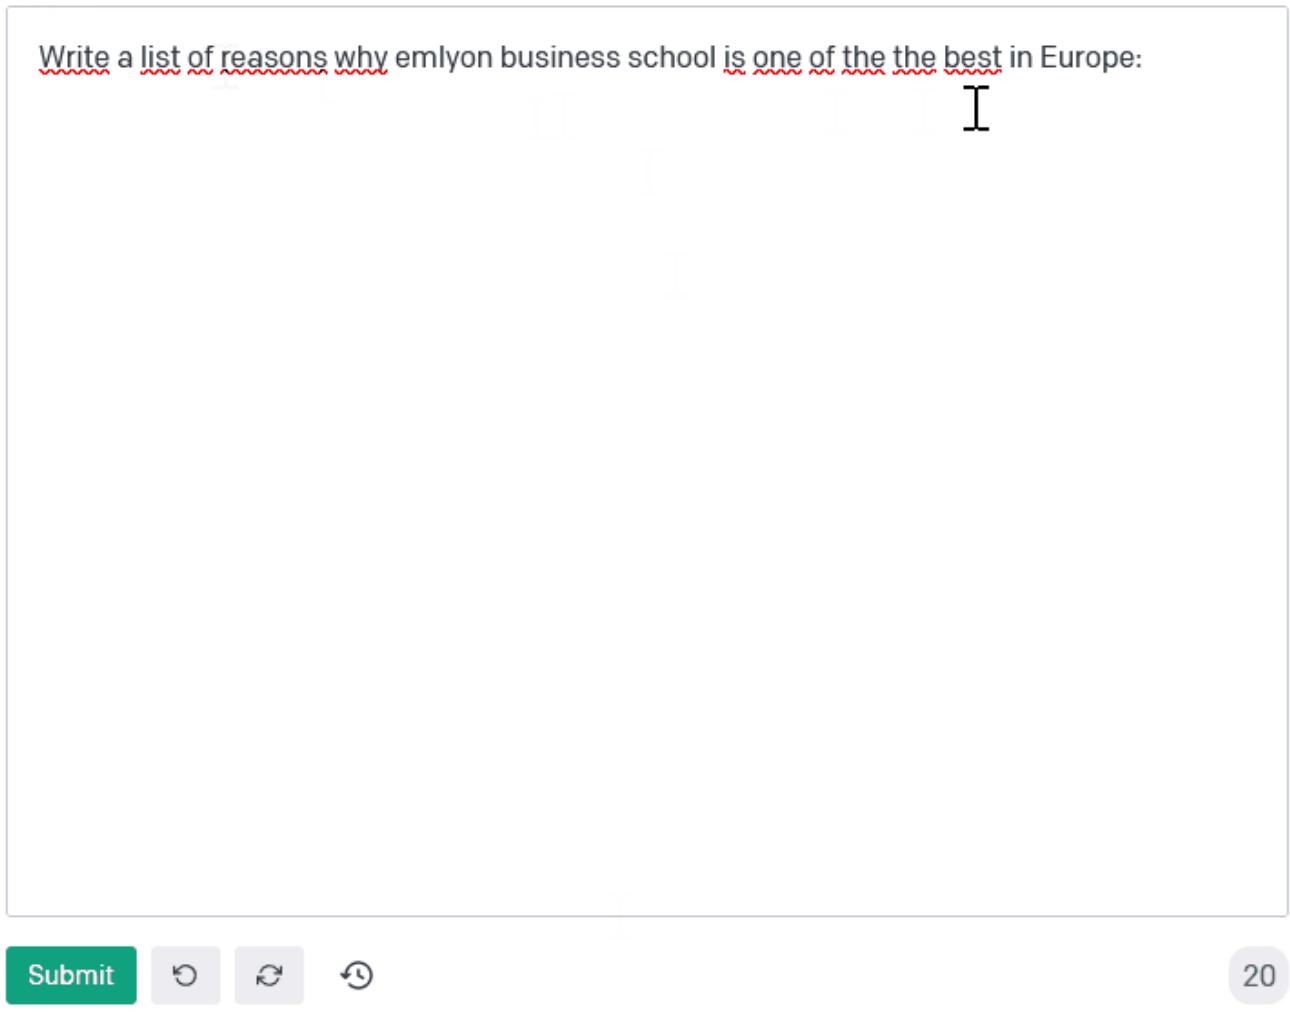 Write a list of reasons why emlyon business school is one of the the best in Europe:
Submit
20